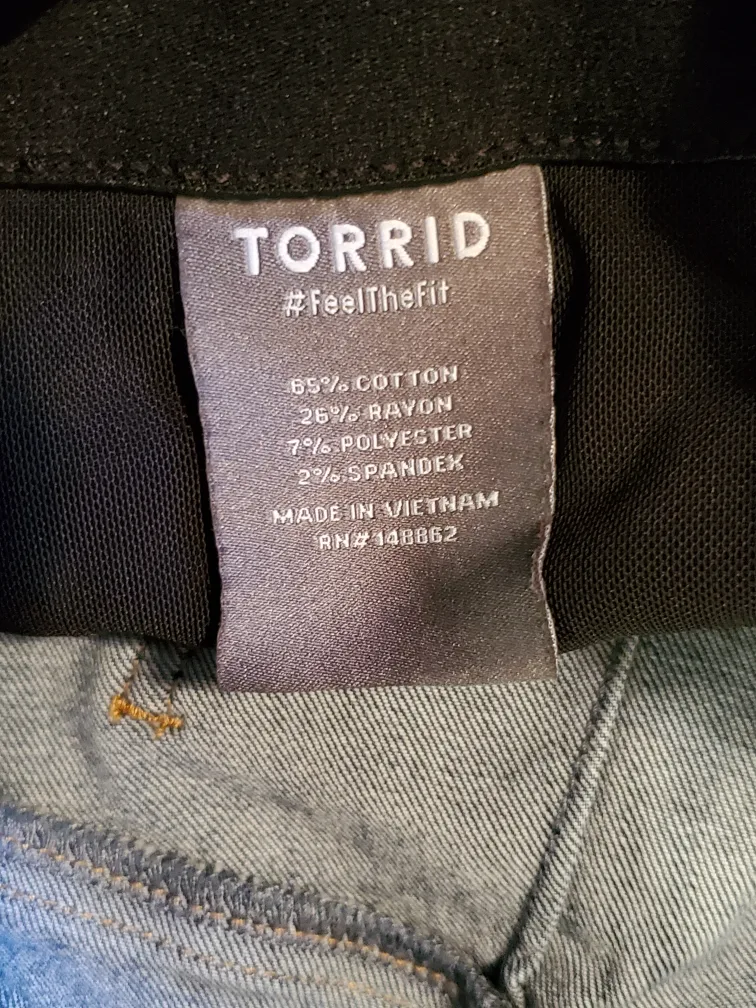 TORRID
#FeelTheFit
65% COTTON
26% RAYON
7% POLYESTER
2% SPANDEX
MADE IN VIETNAM
RN# 148862